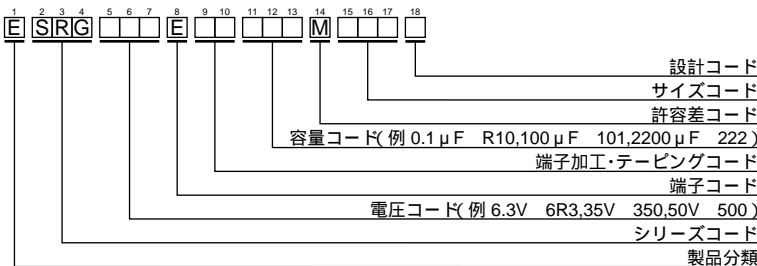 1 2 3 4 5 6 7 8 9 10 11 12 13 14 15 16 17 18
E SRG E M
設計コード
サイズコード
許容差コード
容量コード(例 0.1μF R10,100μF 101,2200μF 222)
端子加工・テーピングコード
端子コード
電圧コード(例 6.3V 6R3,35V 350,50V 500)
シリーズコード
製品分類